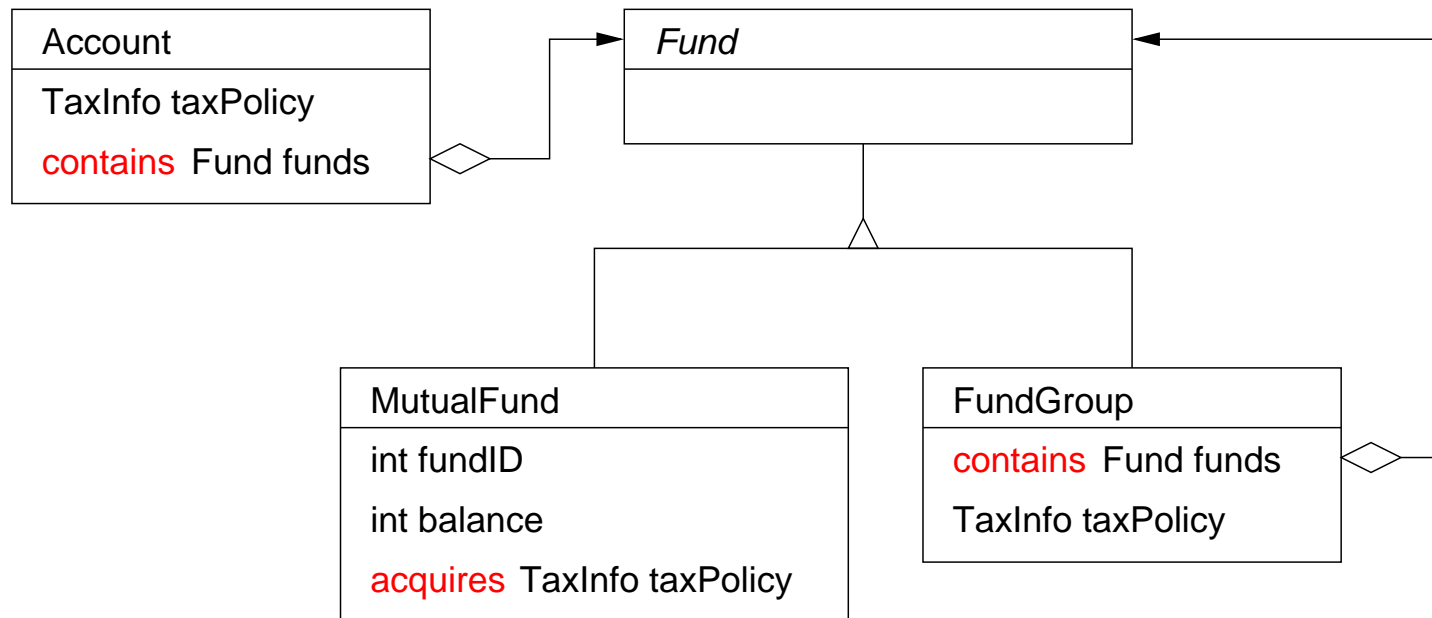 Account
TaxInfo taxPolicy
contains Fund funds
Fund
MutualFund
int fundID
int balance
acquires TaxInfo taxPolicy
FundGroup
contains Fund funds
TaxInfo taxPolicy